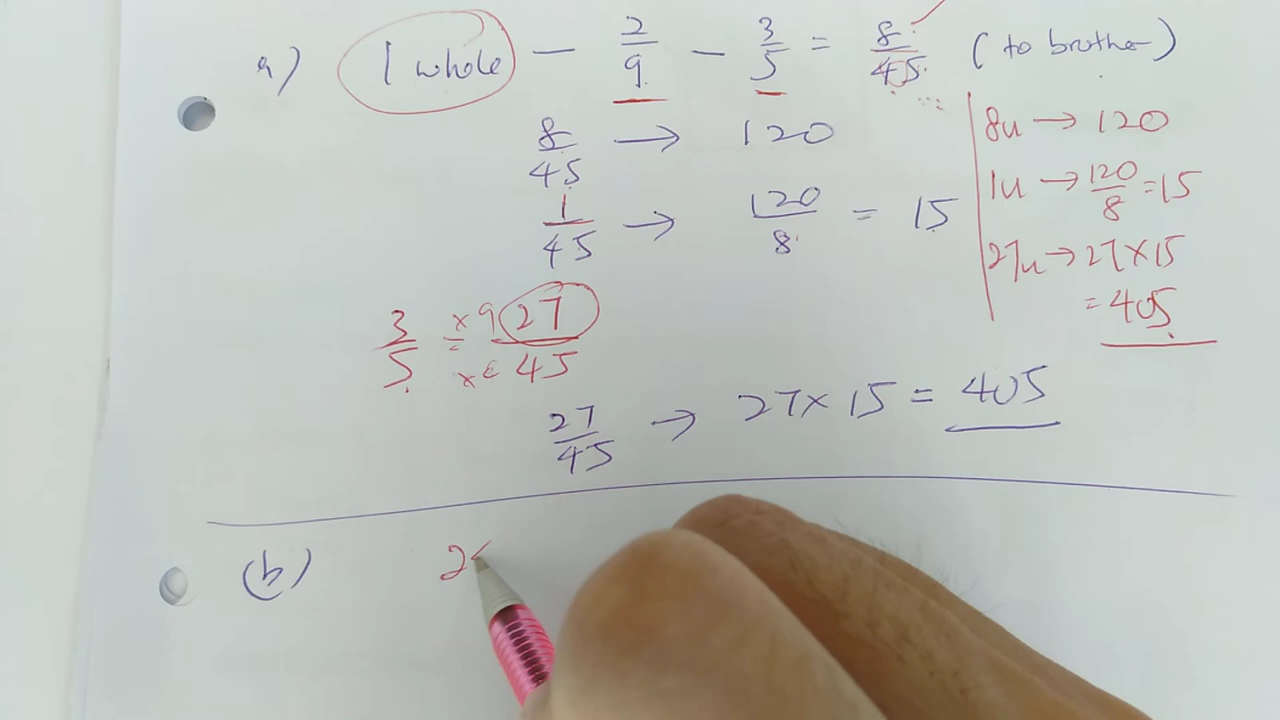 a) 1 whole − 2/9 − 3/5 = 8/45 (to brother)
8/45 → 120
1/45 → 120/8 = 15
8u → 120
1u → 120/8 = 15
27u → 27×15
= 405
3/5 ×9 = 27/45
27/45 → 27 × 15 = 405
(b)